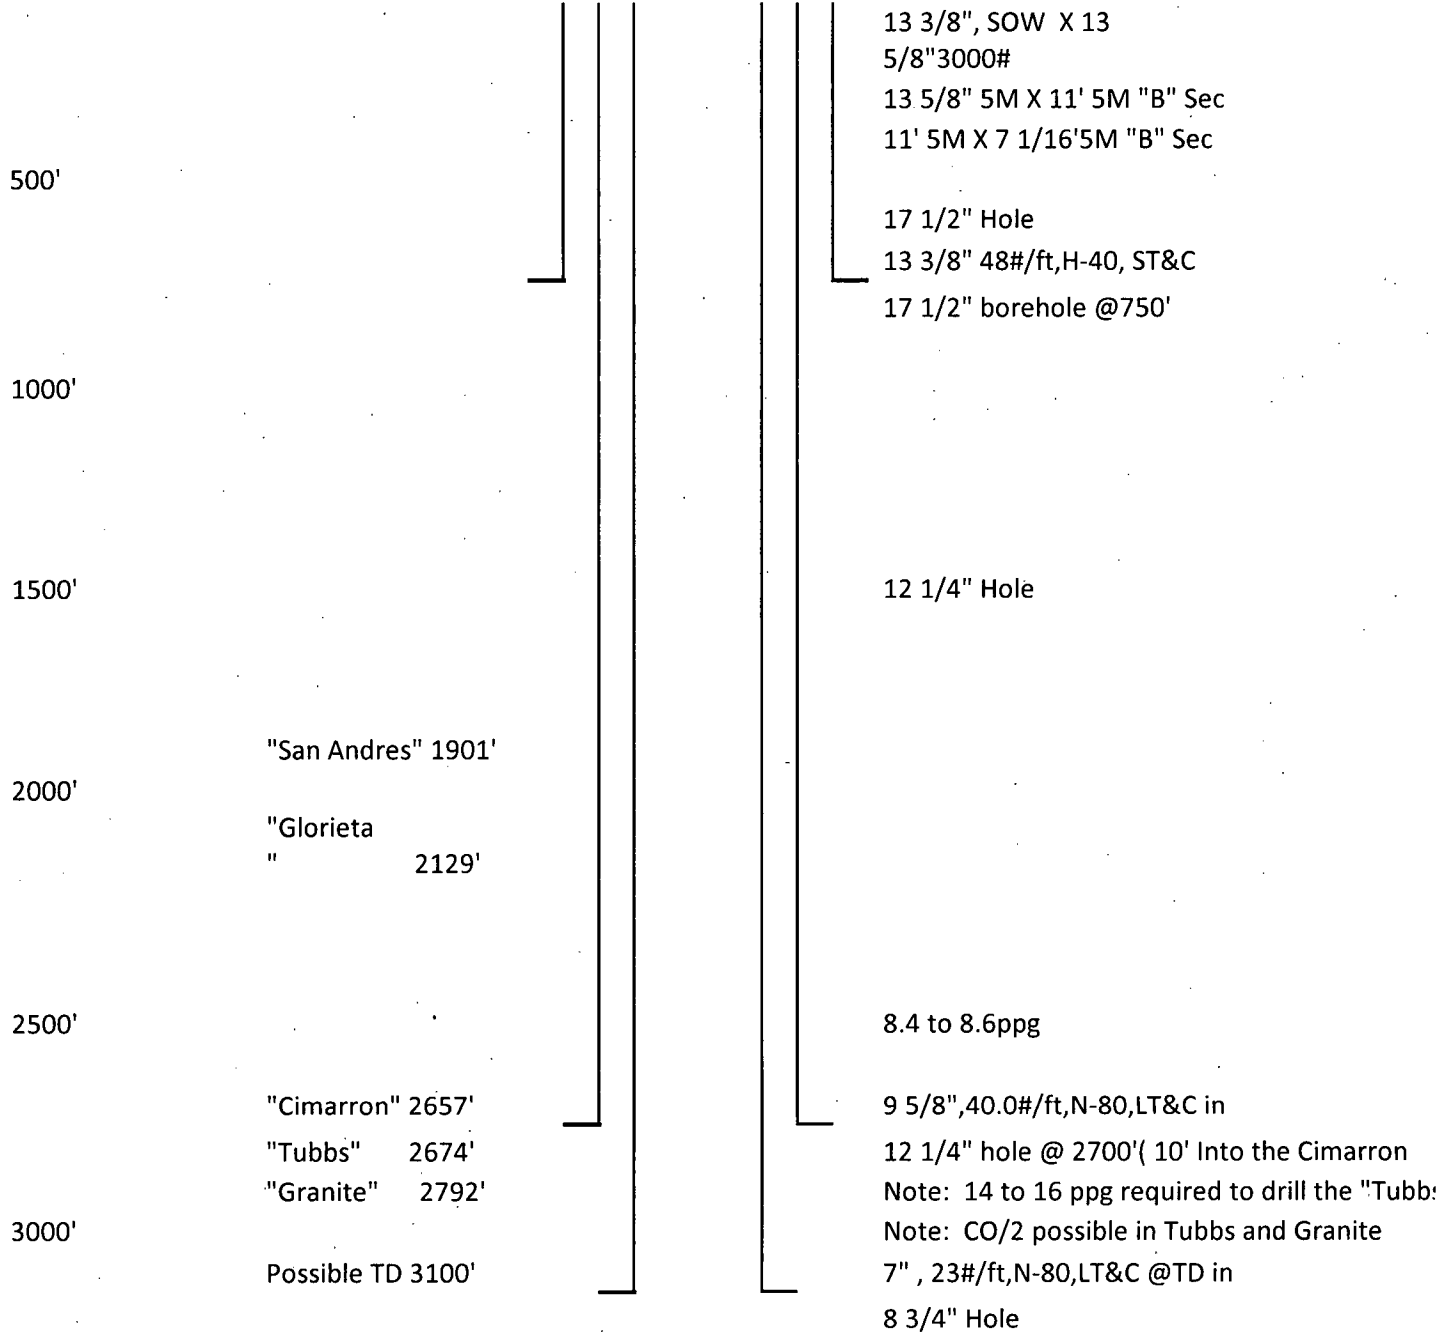 13 3/8", SOW X 13
5/8"3000#
13 5/8" 5M X 11' 5M "B" Sec
11' 5M X 7 1/16'5M "B" Sec
500'
17 1/2" Hole
13 3/8" 48#/ft,H-40, ST&C
17 1/2" borehole @750'
1000'
1500'
12 1/4" Hole
"San Andres" 1901'
2000'
"Glorieta
" 2129'
2500'
8.4 to 8.6ppg
"Cimarron" 2657'
9 5/8",40.0#/ft,N-80,LT&C in
"Tubbs" 2674'
12 1/4" hole @ 2700'( 10' Into the Cimarron
"Granite" 2792'
Note: 14 to 16 ppg required to drill the "Tubbs
3000'
Note: CO/2 possible in Tubbs and Granite
Possible TD 3100'
7" , 23#/ft,N-80,LT&C @TD in
8 3/4" Hole